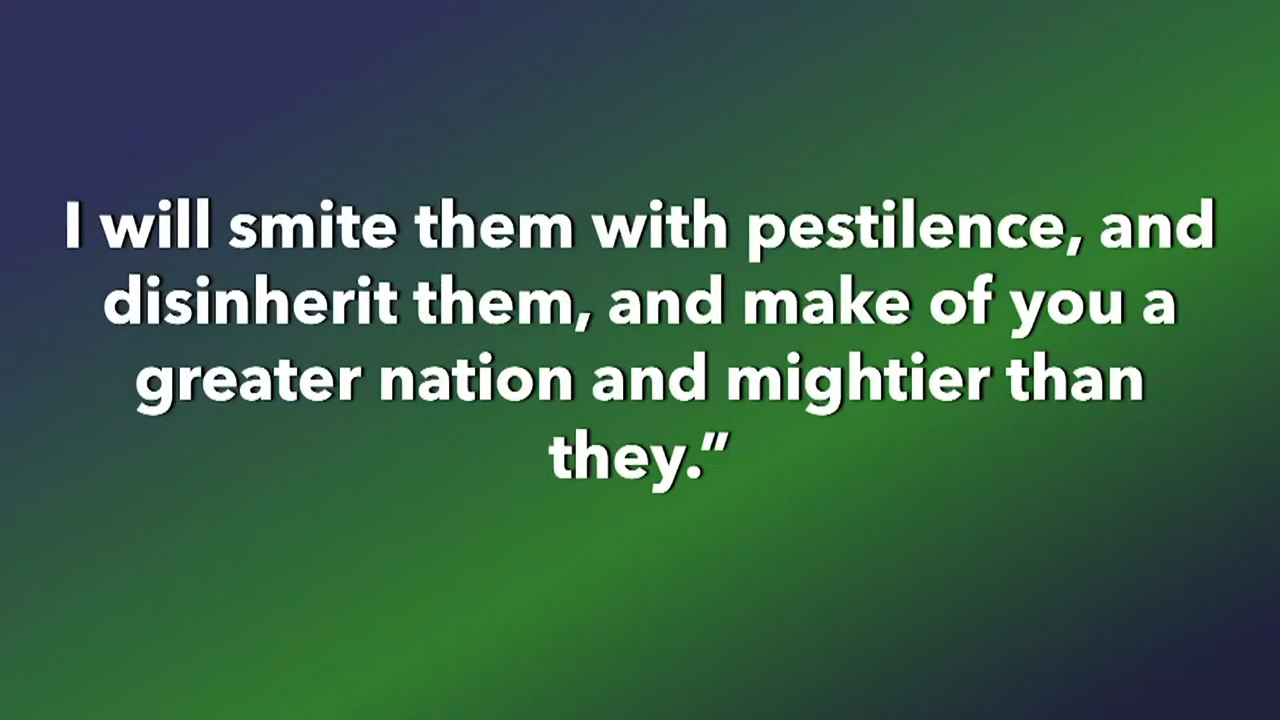 I will smite them with pestilence, and
disinherit them, and make of you a
greater nation and mightier than
they.”